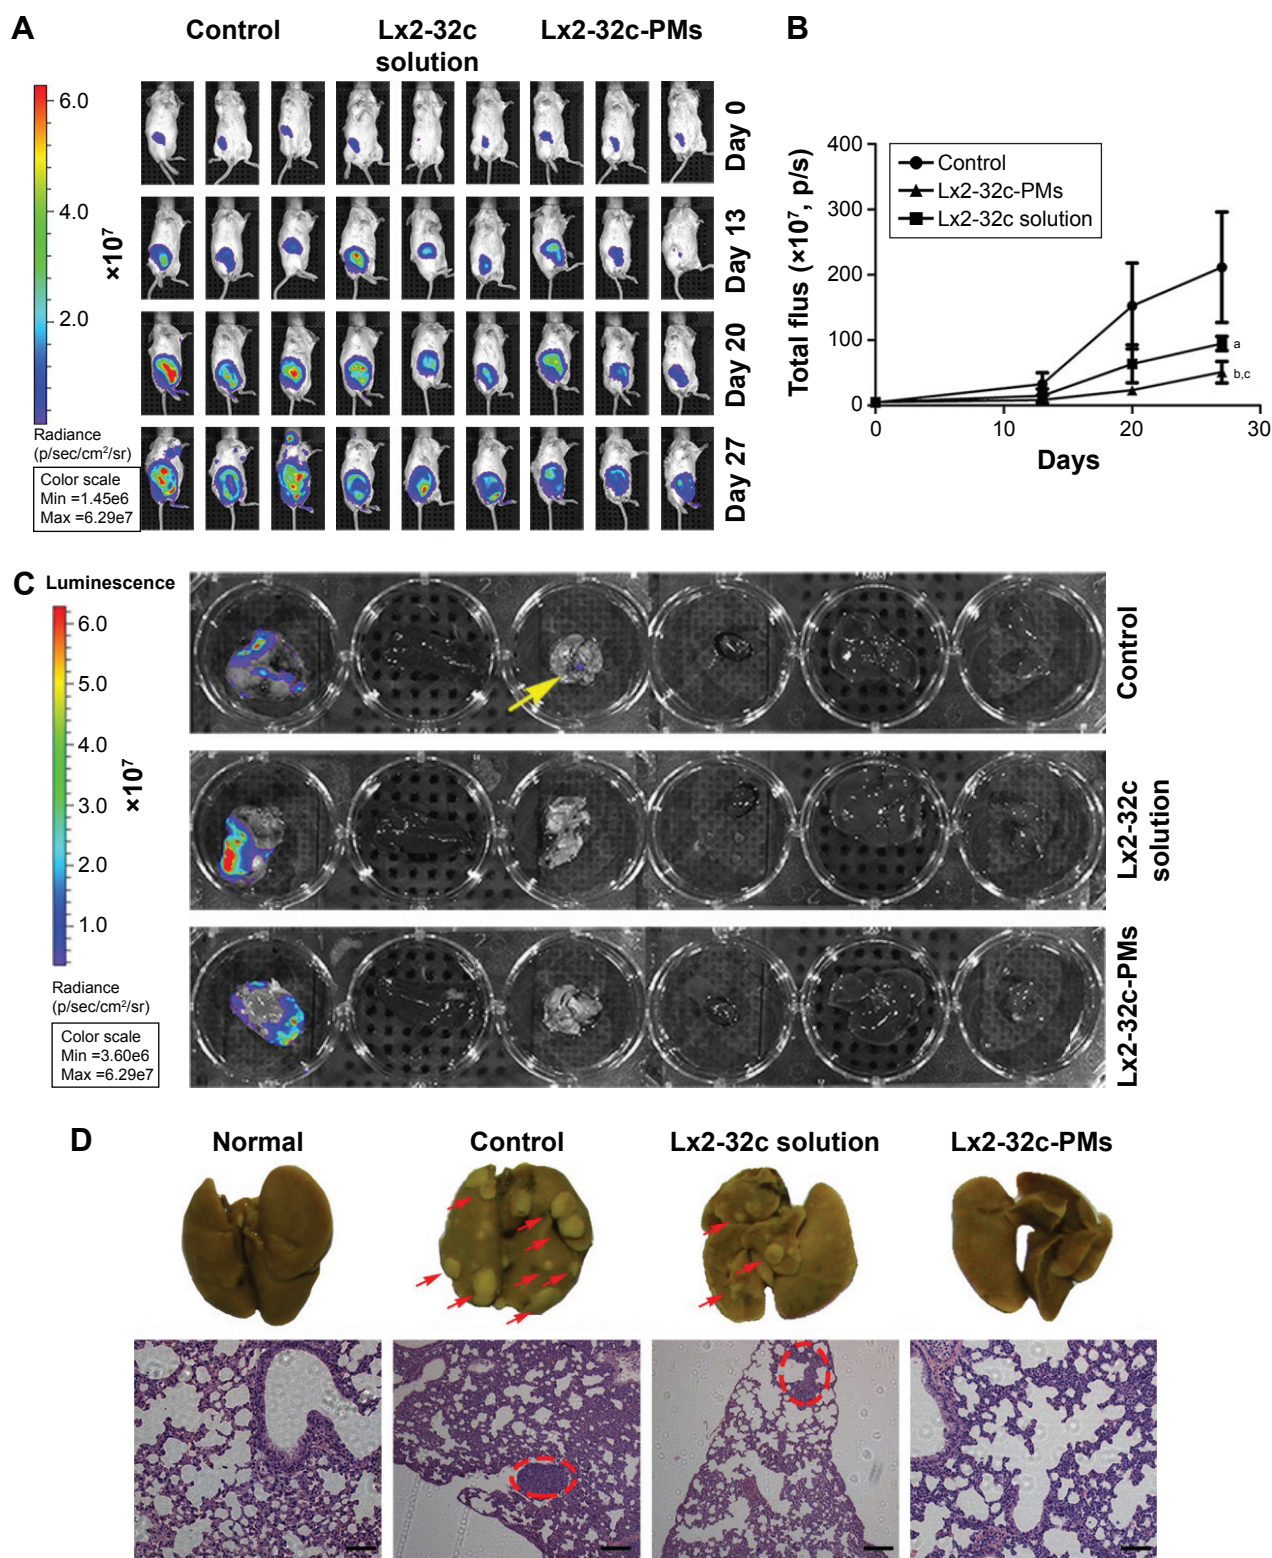 A
Control
Lx2-32c
solution
Lx2-32c-PMs
6.0
4.0
2.0
×10⁷
Radiance
(p/sec/cm²/sr)
Color scale
Min =1.45e6
Max =6.29e7
Day 0
Day 13
Day 20
Day 27
B
Total flus (×10⁷, p/s)
400
300
200
100
0
Control
Lx2-32c-PMs
Lx2-32c solution
a
b,c
0
10
20
30
Days
C
Luminescence
6.0
5.0
4.0
3.0
2.0
1.0
×10⁷
Radiance
(p/sec/cm²/sr)
Color scale
Min =3.60e6
Max =6.29e7
Control
Lx2-32c
solution
Lx2-32c-PMs
D
Normal
Control
Lx2-32c solution
Lx2-32c-PMs